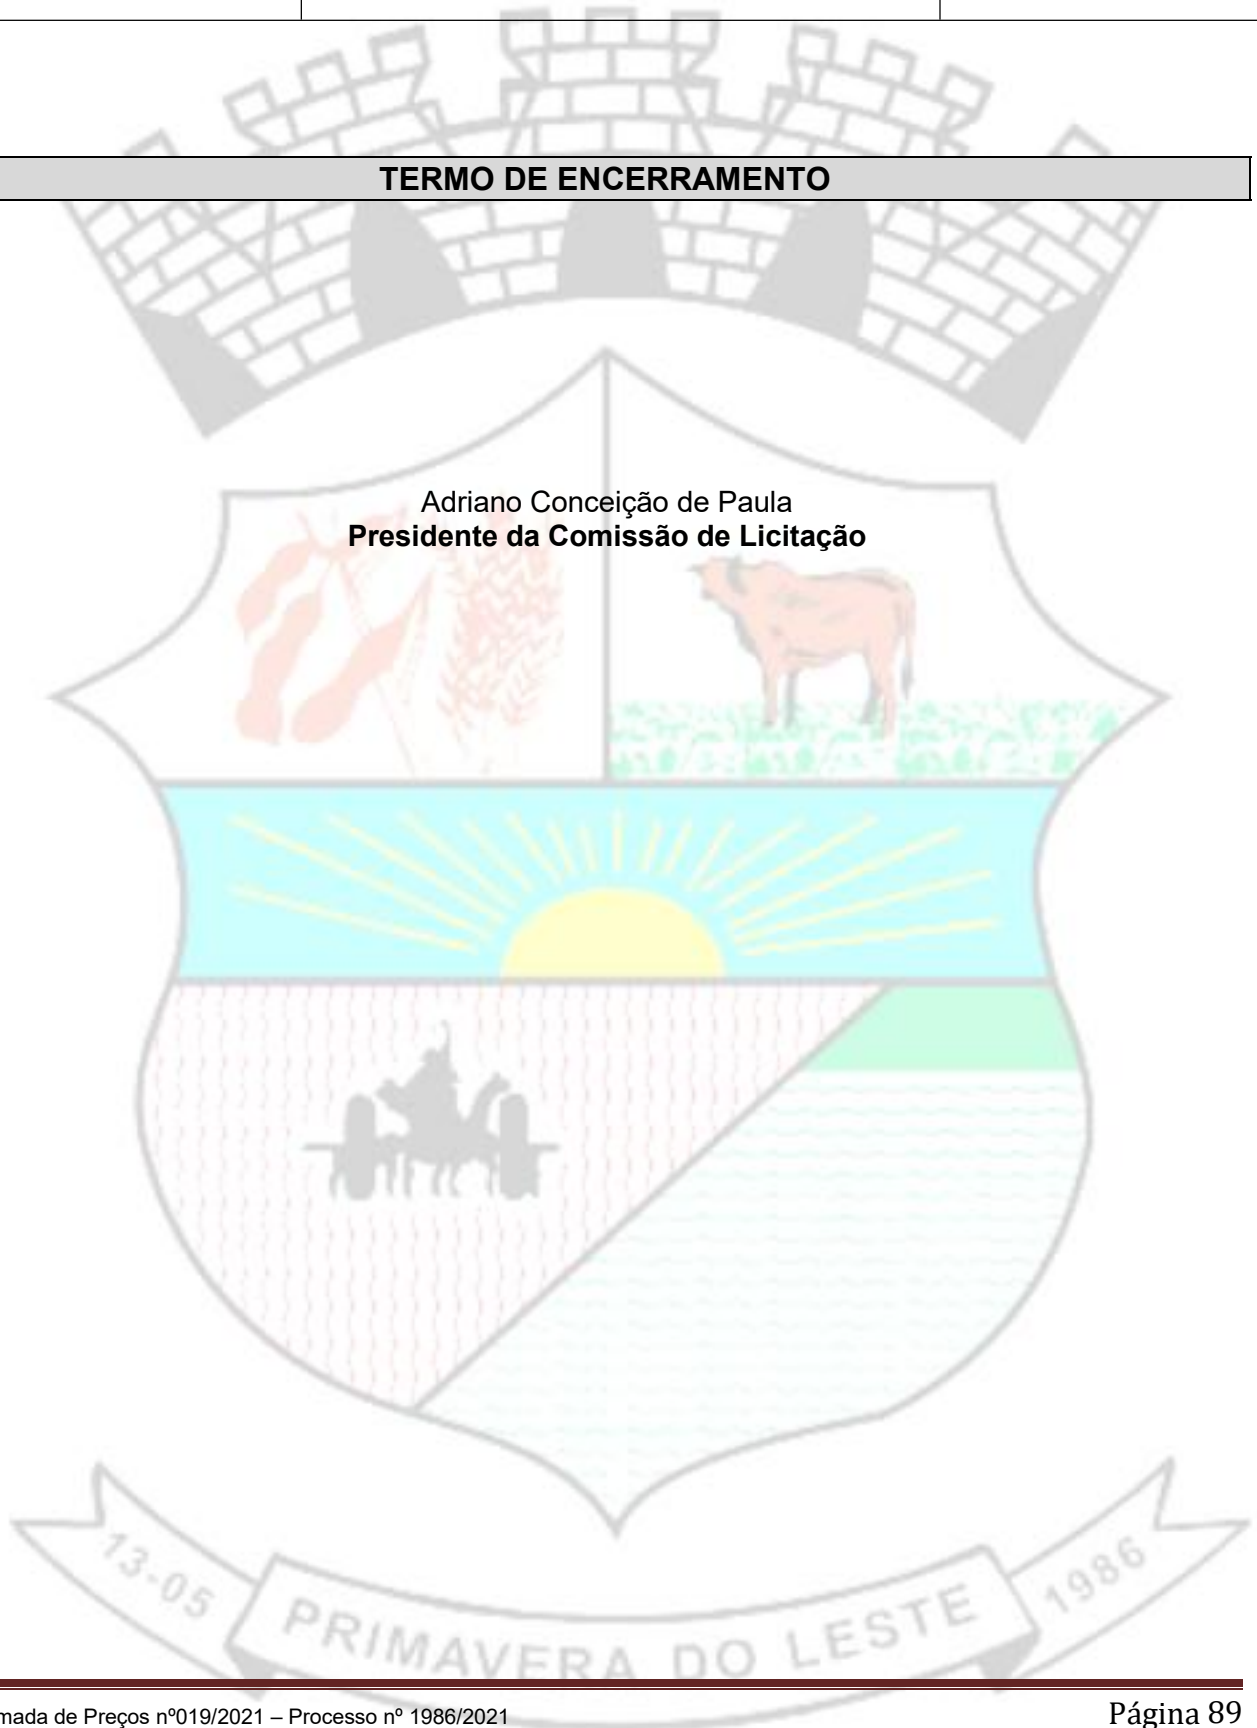 TERMO DE ENCERRAMENTO
Adriano Conceição de Paula
Presidente da Comissão de Licitação
13-05
PRIMAVERA DO LESTE
1986
mada de Preços nº019/2021 – Processo nº 1986/2021
Página 89